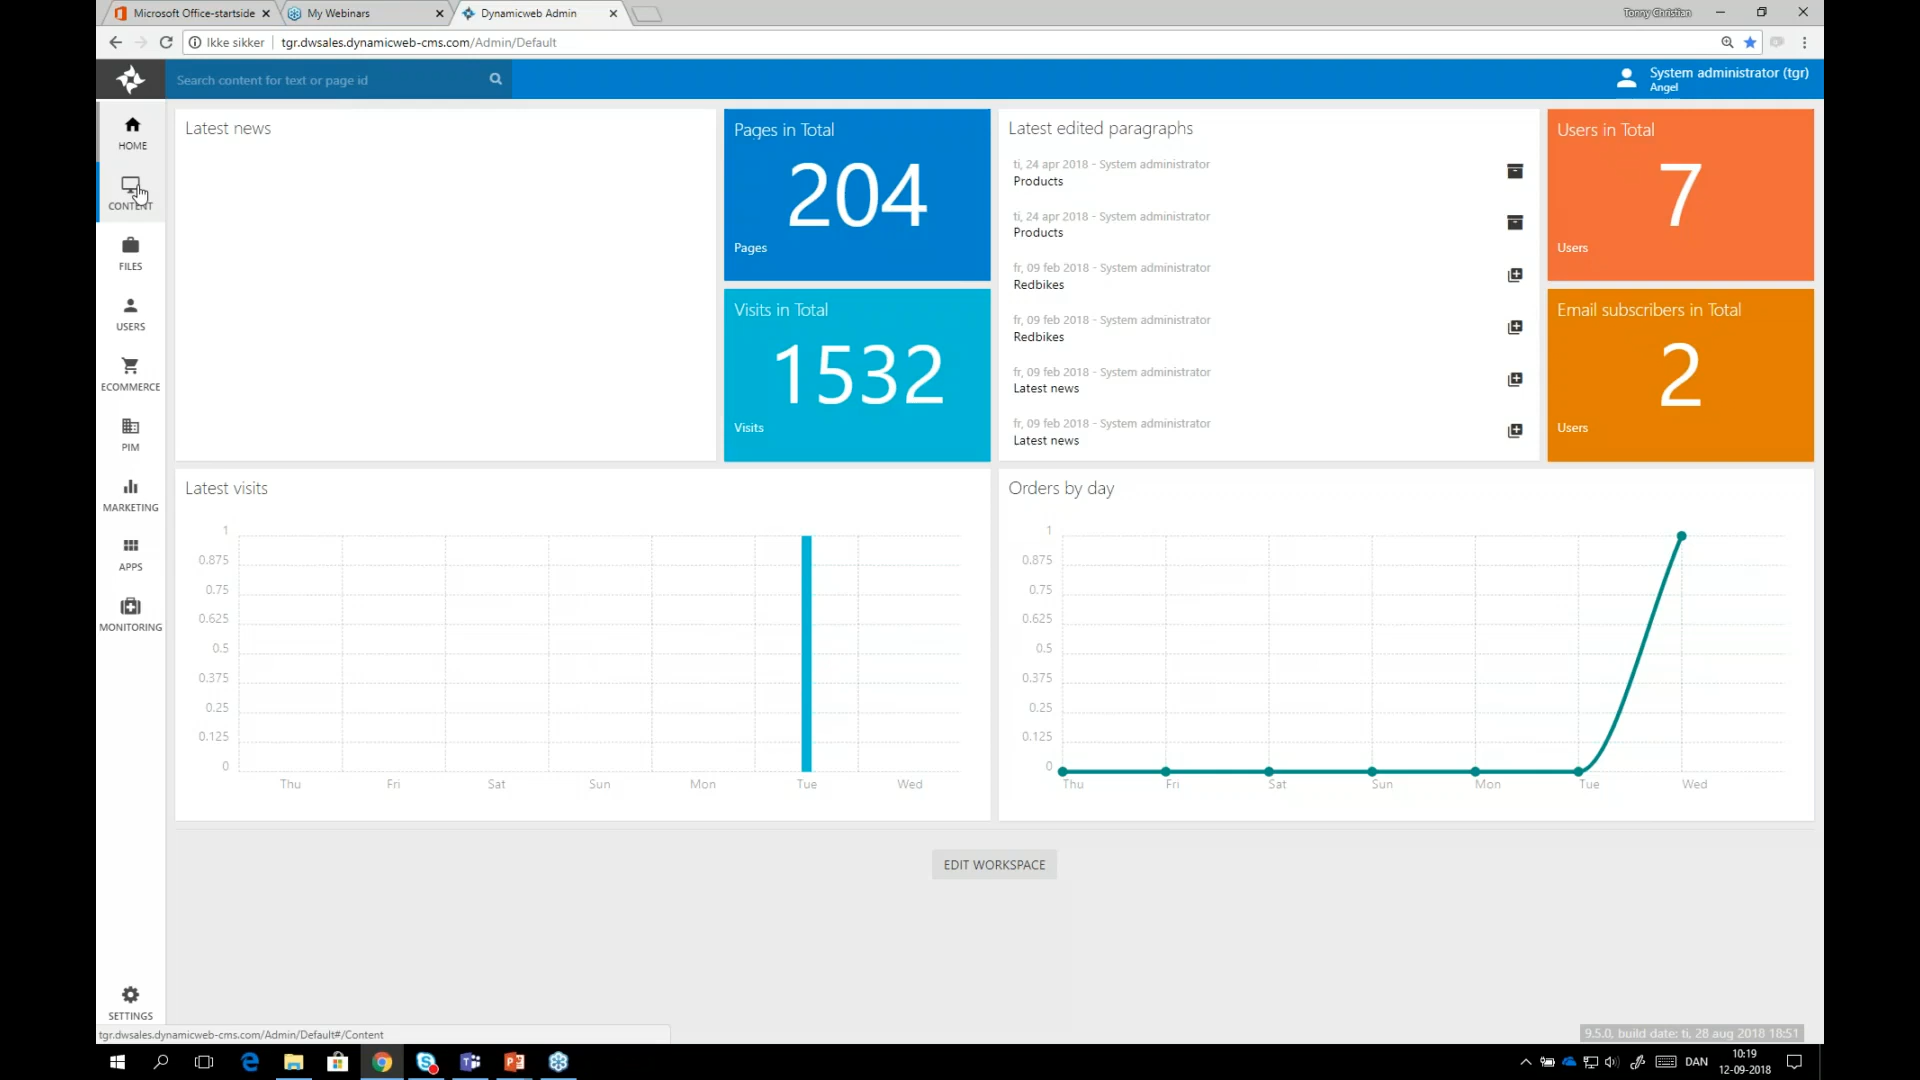 Microsoft Office-startside
My Webinars
Dynamicweb Admin
Tonny Christian
Ikke sikker
tgr.dwsales.dynamicweb-cms.com/Admin/Default
Search content for text or page id
System administrator (tgr)
Angel
HOME
CONTENT
FILES
USERS
ECOMMERCE
PIM
MARKETING
APPS
MONITORING
SETTINGS
Latest news
Pages in Total
204
Pages
Visits in Total
1532
Visits
Latest edited paragraphs
ti, 24 apr 2018 - System administrator
Products
ti, 24 apr 2018 - System administrator
Products
fr, 09 feb 2018 - System administrator
Redbikes
fr, 09 feb 2018 - System administrator
Redbikes
fr, 09 feb 2018 - System administrator
Latest news
fr, 09 feb 2018 - System administrator
Latest news
Users in Total
7
Users
Email subscribers in Total
2
Users
Latest visits
1
0.875
0.75
0.625
0.5
0.375
0.25
0.125
0
Thu Fri Sat Sun Mon Tue Wed
Orders by day
1
0.875
0.75
0.625
0.5
0.375
0.25
0.125
0
Thu Fri Sat Sun Mon Tue Wed
EDIT WORKSPACE
tgr.dwsales.dynamicweb-cms.com/Admin/Default#/Content
9.5.0, build date: ti, 28 aug 2018 18:51
DAN
10:19
12-09-2018